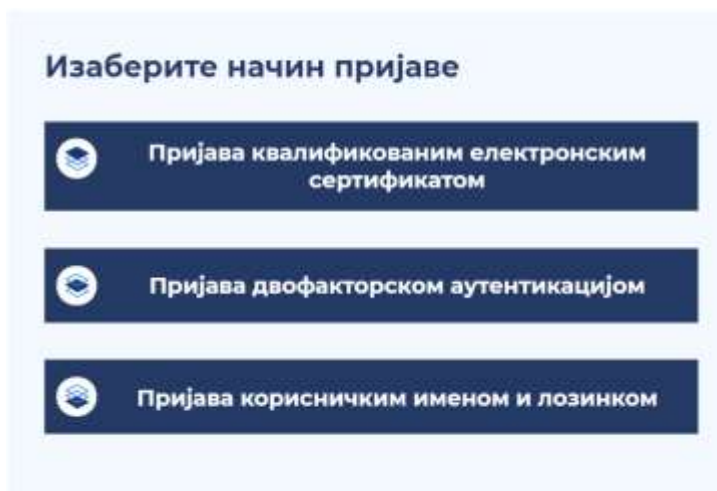 Изаберите начин пријаве
Пријава квалификованим електронским
сертификатом
Пријава двофакторском аутентикацијом
Пријава корисничким именом и лозинком